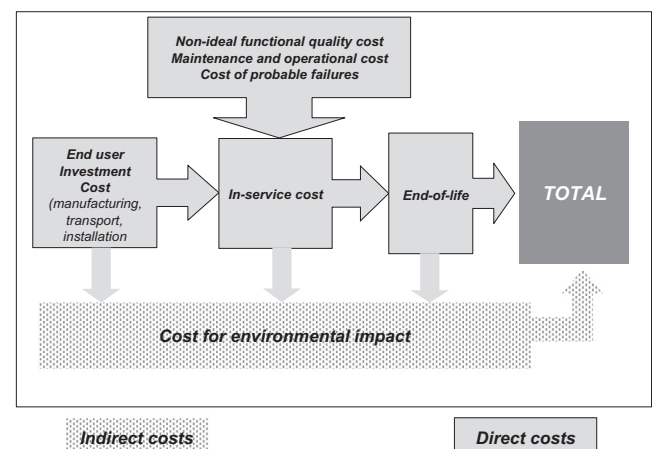 Non-ideal functional quality cost
Maintenance and operational cost
Cost of probable failures
End user
Investment
Cost
(manufacturing,
transport,
installation
In-service cost
End-of-life
TOTAL
Cost for environmental impact
Indirect costs
Direct costs